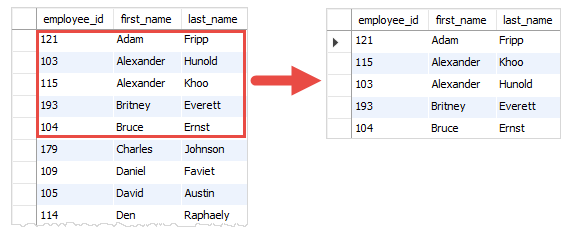 employee_id first_name last_name
121 Adam Fripp
103 Alexander Hunold
115 Alexander Khoo
193 Britney Everett
104 Bruce Ernst
179 Charles Johnson
109 Daniel Faviet
105 David Austin
114 Den Raphaely
employee_id first_name last_name
121 Adam Fripp
115 Alexander Khoo
103 Alexander Hunold
193 Britney Everett
104 Bruce Ernst